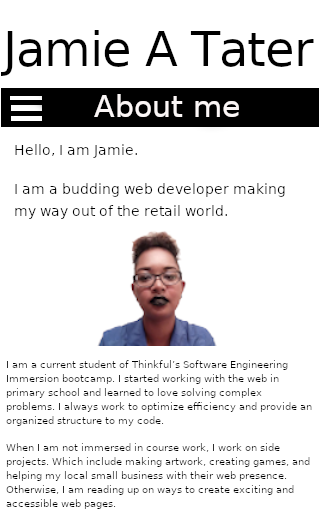 Jamie A Tater
About me
Hello, I am Jamie.
I am a budding web developer making
my way out of the retail world.
I am a current student of Thinkful's Software Engineering
Immersion bootcamp. I started working with the web in
primary school and learned to love solving complex
problems. I always work to optimize efficiency and provide an
organized structure to my code.
When I am not immersed in course work, I work on side
projects. Which include making artwork, creating games, and
helping my local small business with their web presence.
Otherwise, I am reading up on ways to create exciting and
accessible web pages.